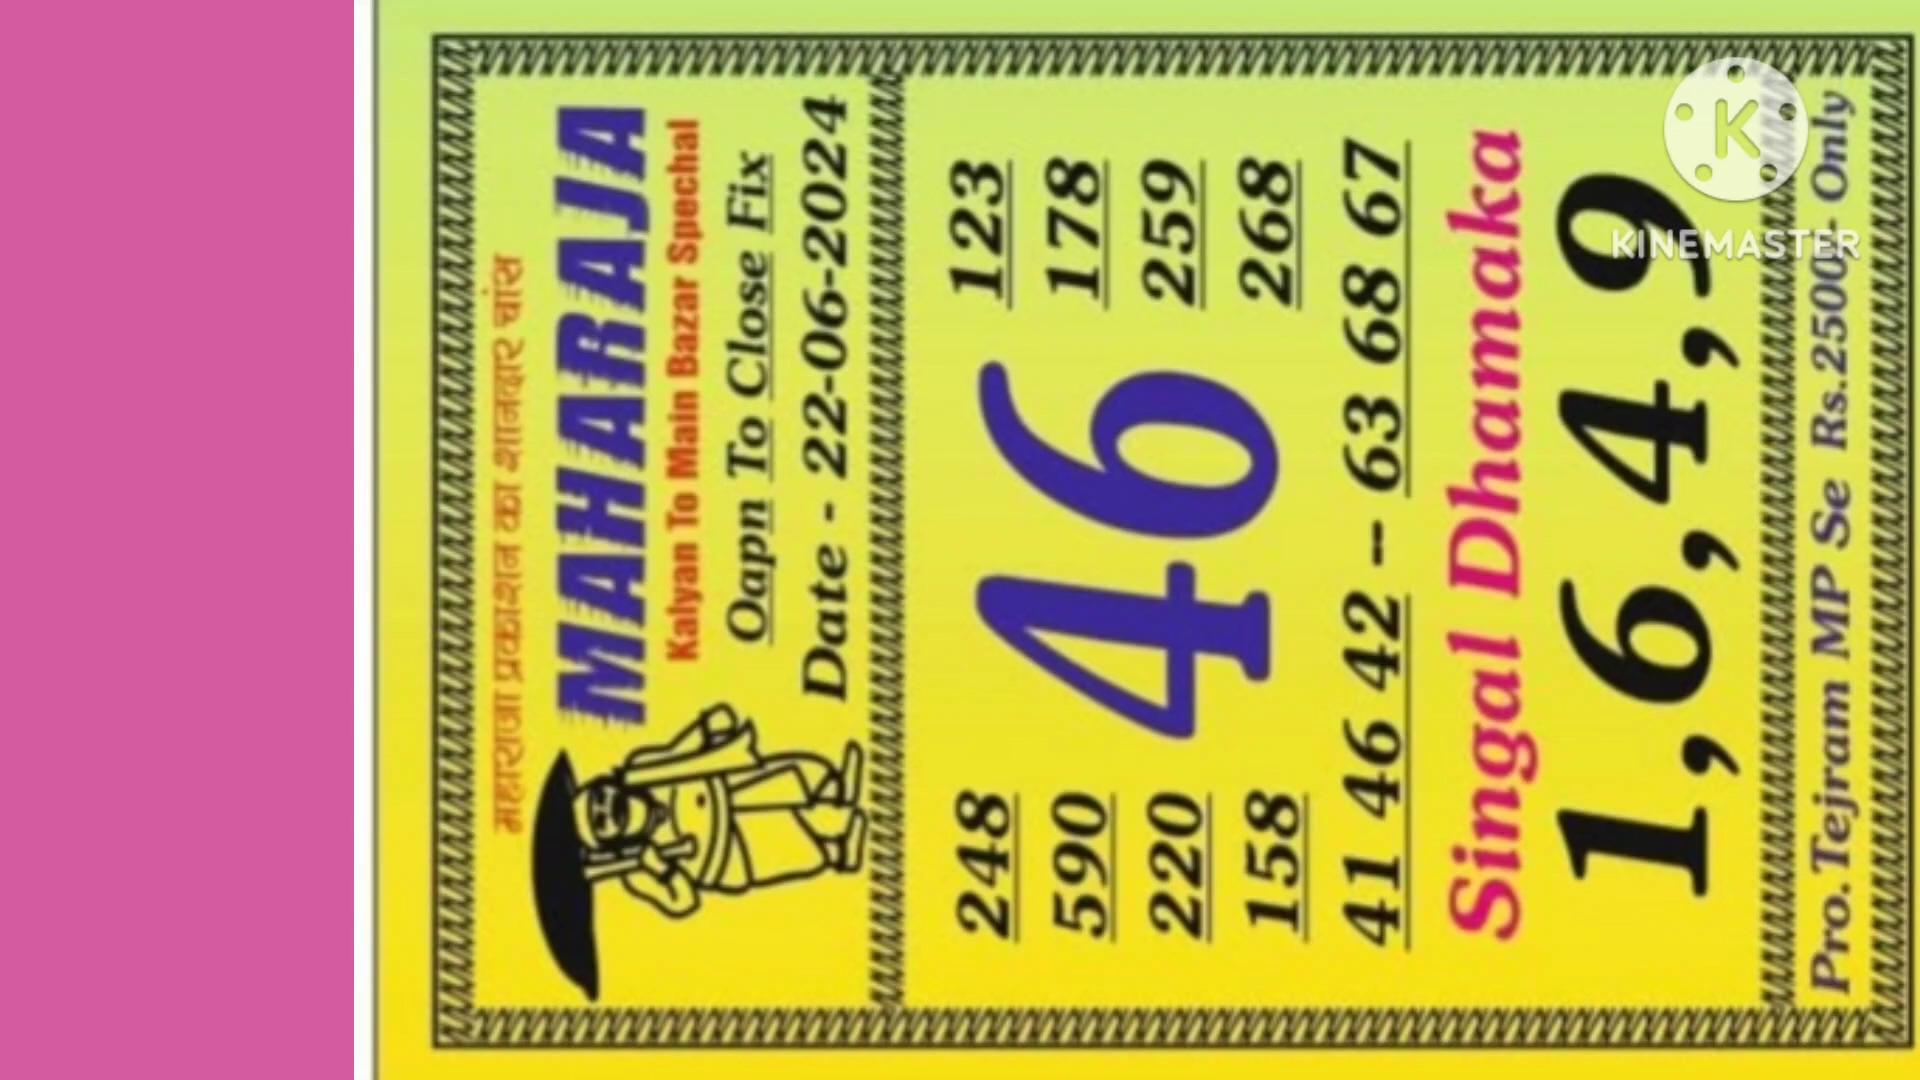 महाराजा प्रकाशन का शानदार चांस
MAHARAJA
Kalyan To Main Bazar Spechal
Oapn To Close Fix
Date - 22-06-2024
248 46 123
590 178
220 259
158 268
41 46 42 -- 63 68 67
Singal Dhamaka
1,6,4,9
Pro.Tejram MP Se Rs.2500- Only
K
KINEMASTER